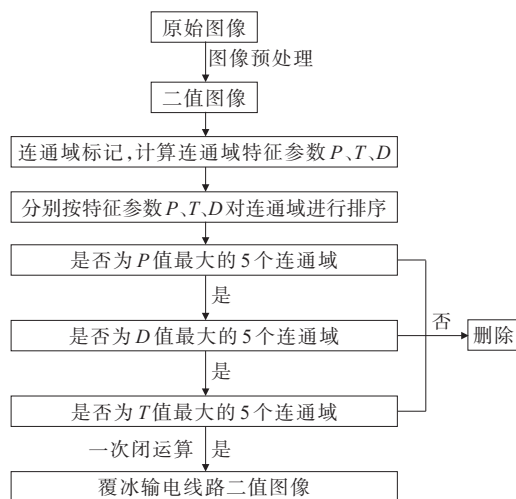 原始图像
图像预处理
二值图像
连通域标记,计算连通域特征参数P、T、D
分别按特征参数P、T、D对连通域进行排序
是否为P值最大的5个连通域
是
否
是否为D值最大的5个连通域
删除
是
是否为T值最大的5个连通域
一次闭运算 是
覆冰输电线路二值图像